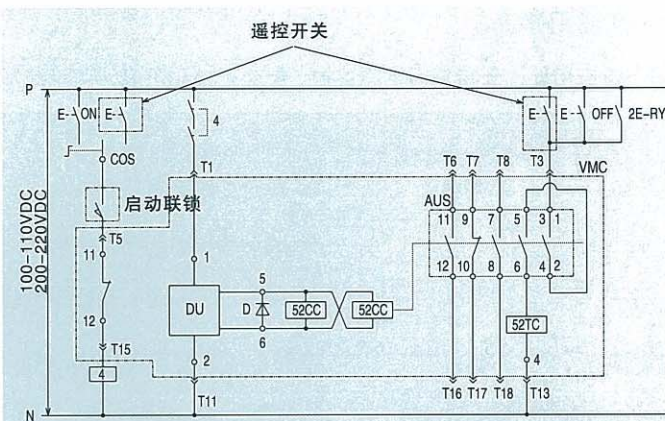 遥控开关
P
E ON
E
4
E
E OFF
2E-RY
COS
T1
T6
T7
T8
T3
VMC
启动联锁
100-110VDC
200-220VDC
T5
AUS
11
9
7
5
3
1
11
1
12
10
8
6
4
2
DU
5
D
52CC
52CC
6
52TC
12
2
4
T15
4
T11
T16
T17
T18
T13
N